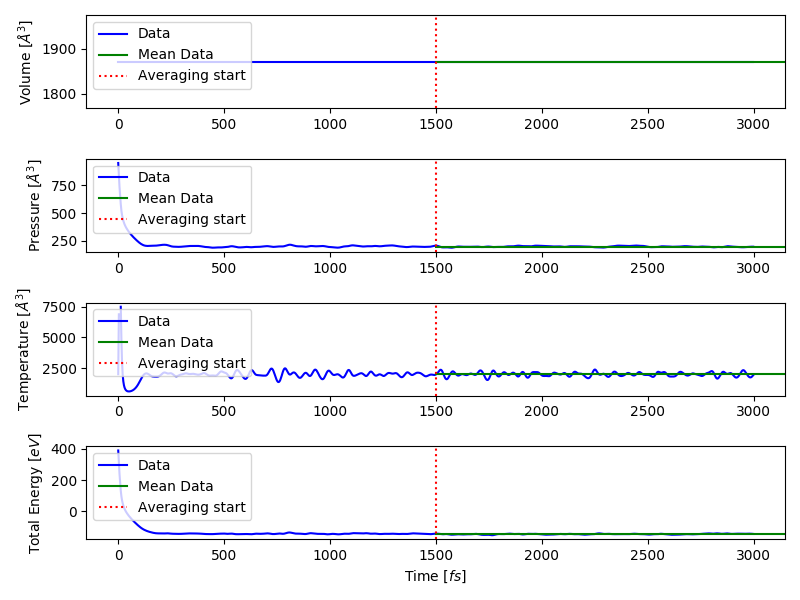 Volume [Å³]
1900
1800
Data
Mean Data
Averaging start
0 500 1000 1500 2000 2500 3000
Pressure [Å³]
750
500
250
Data
Mean Data
Averaging start
0 500 1000 1500 2000 2500 3000
Temperature [Å³]
7500
5000
2500
Data
Mean Data
Averaging start
0 500 1000 1500 2000 2500 3000
Total Energy [eV]
400
200
0
Data
Mean Data
Averaging start
0 500 1000 1500 2000 2500 3000
Time [fs]